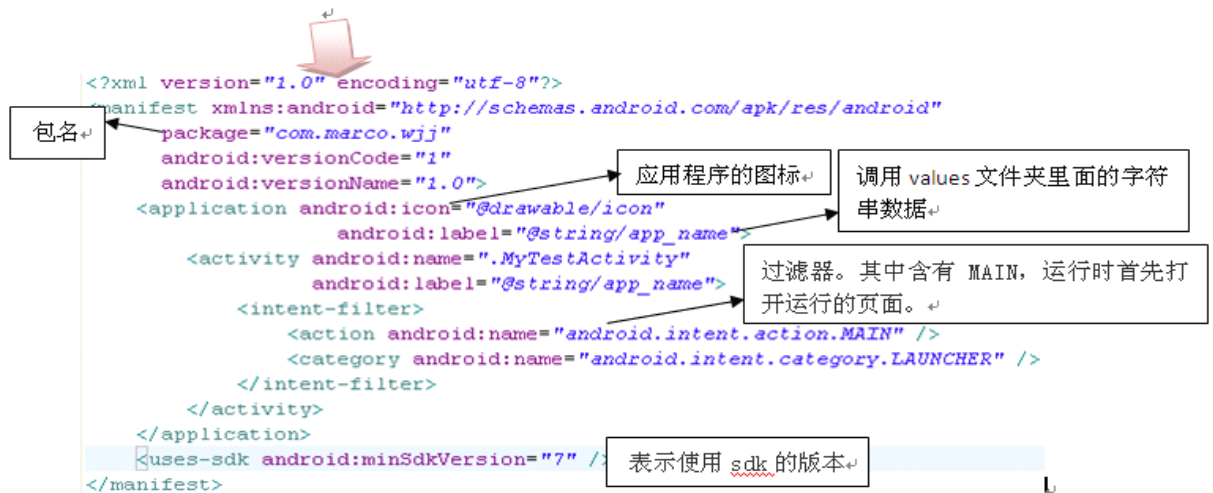 <?xml version="1.0" encoding="utf-8"?>
<manifest xmlns:android="http://schemas.android.com/apk/res/android"
包名
package="com.marco.wjj"
android:versionCode="1"
android:versionName="1.0">
应用程序的图标
调用 values 文件夹里面的字符
串数据
<application android:icon="@drawable/icon"
android:label="@string/app_name">
<activity android:name=".MyTestActivity"
android:label="@string/app_name">
过滤器。其中含有 MAIN，运行时首先打
开运行的页面。
<intent-filter>
<action android:name="android.intent.action.MAIN" />
<category android:name="android.intent.category.LAUNCHER" />
</intent-filter>
</activity>
</application>
<uses-sdk android:minSdkVersion="7" />
表示使用 sdk 的版本
</manifest>